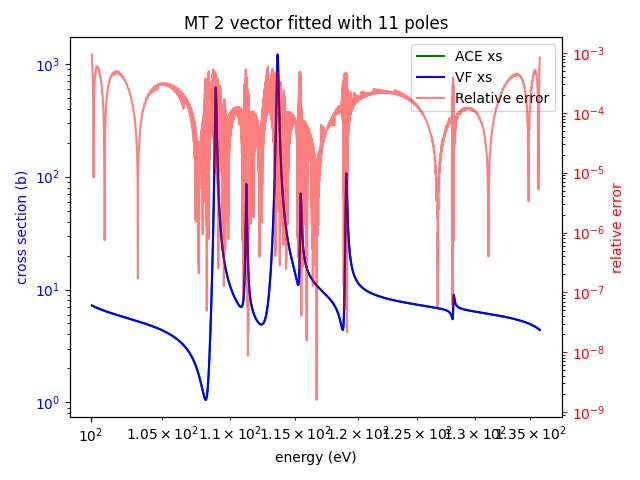 MT 2 vector fitted with 11 poles
ACE xs
VF xs
Relative error
cross section (b)
10³
10²
10¹
10⁰
relative error
10⁻³
10⁻⁴
10⁻⁵
10⁻⁶
10⁻⁷
10⁻⁸
10⁻⁹
10² 1.05×10² 1.1×10² 1.15×10² 1.2×10² 1.25×10² 1.3×10² 1.35×10²
energy (eV)